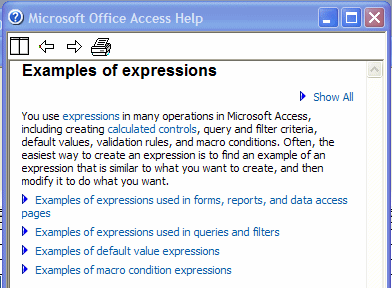 Microsoft Office Access Help
Examples of expressions
Show All
You use expressions in many operations in Microsoft Access,
including creating calculated controls, query and filter criteria,
default values, validation rules, and macro conditions. Often, the
easiest way to create an expression is to find an example of an
expression that is similar to what you want to create, and then
modify it to do what you want.
Examples of expressions used in forms, reports, and data access
pages
Examples of expressions used in queries and filters
Examples of default value expressions
Examples of macro condition expressions